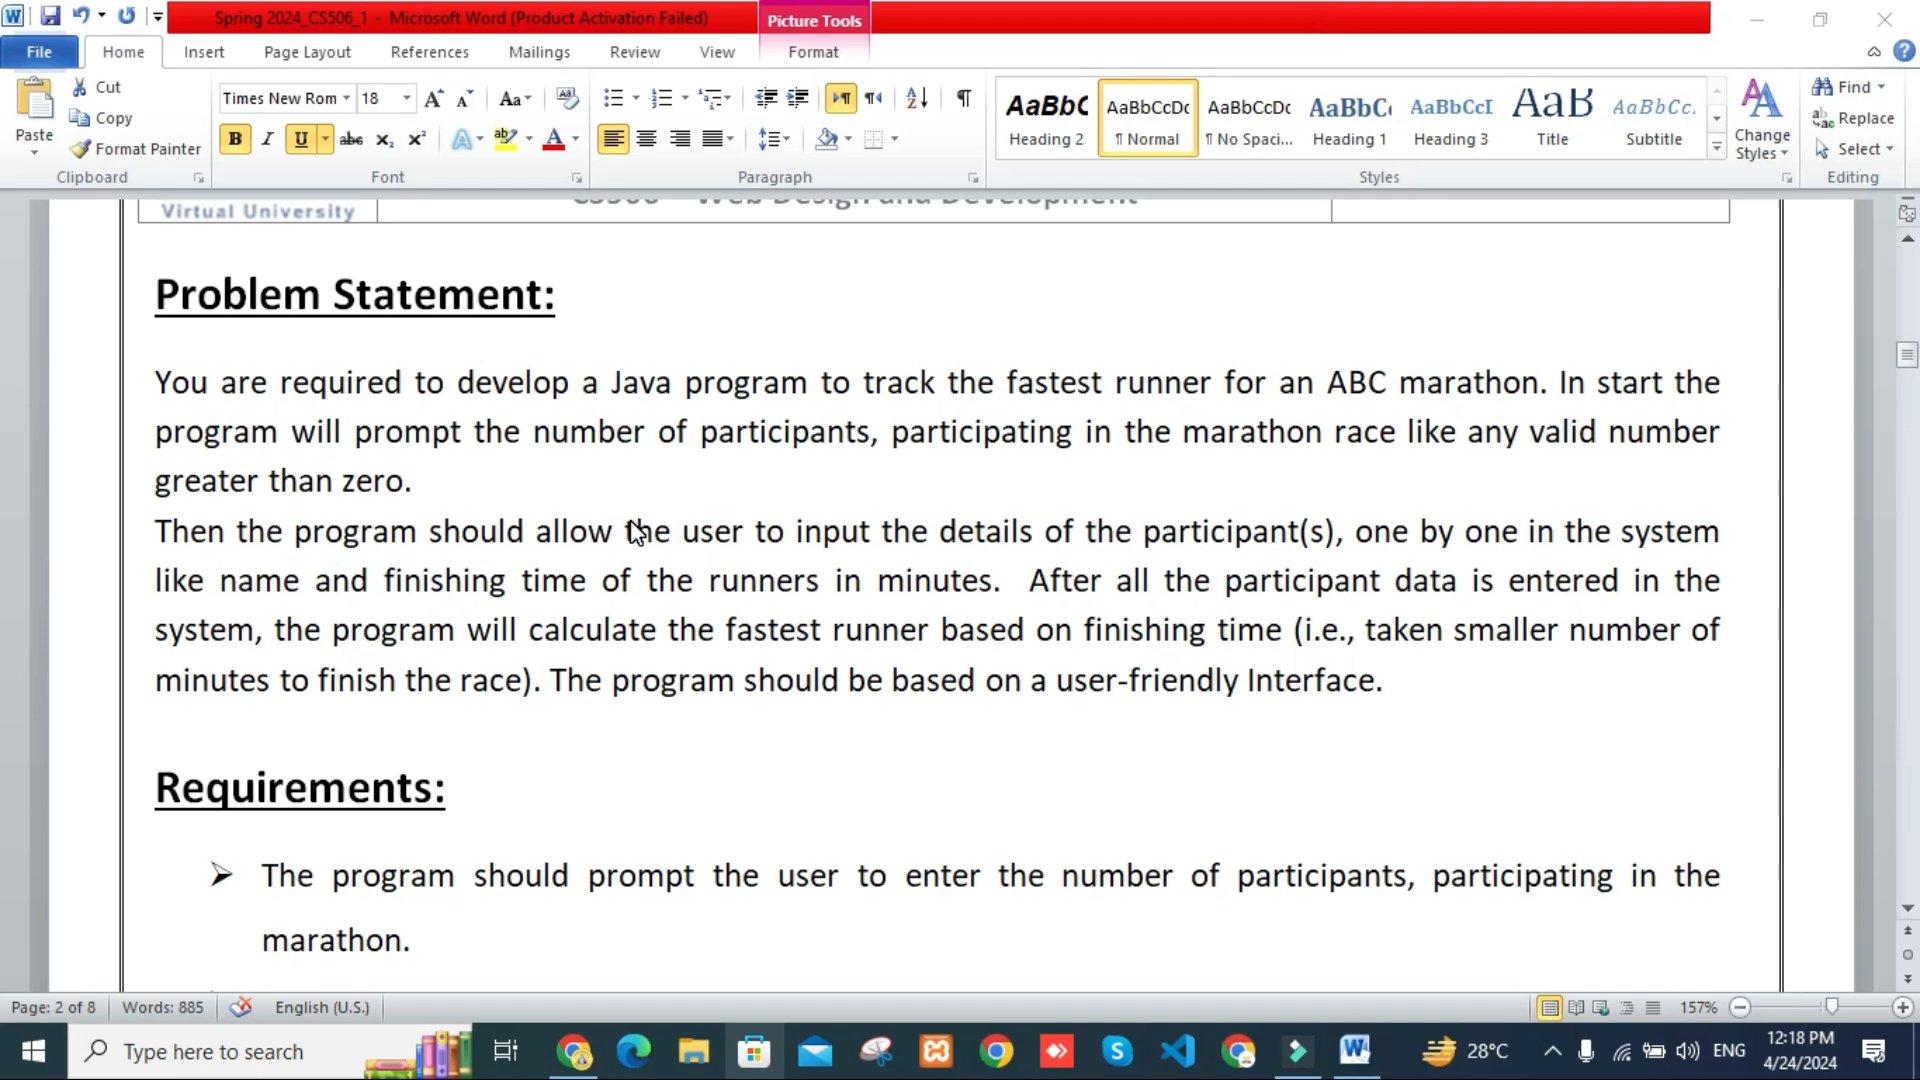 Spring 2024_CS506_1 - Microsoft Word (Product Activation Failed)
Picture Tools
File
Home
Insert
Page Layout
References
Mailings
Review
View
Format
Paste
Cut
Copy
Format Painter
Clipboard
Times New Rom
18
Font
Paragraph
AaBbC
Heading 2
AaBbCcDc
¶ Normal
AaBbCcDc
¶ No Spaci...
AaBbC
Heading 1
AaBbCcI
Heading 3
AaB
Title
AaBbCc.
Subtitle
Change
Styles
Styles
Find
Replace
Select
Editing
Virtual University
CS506 – Web Design and Development
Problem Statement:
You are required to develop a Java program to track the fastest runner for an ABC marathon. In start the
program will prompt the number of participants, participating in the marathon race like any valid number
greater than zero.
Then the program should allow the user to input the details of the participant(s), one by one in the system
like name and finishing time of the runners in minutes. After all the participant data is entered in the
system, the program will calculate the fastest runner based on finishing time (i.e., taken smaller number of
minutes to finish the race). The program should be based on a user-friendly Interface.
Requirements:
➢ The program should prompt the user to enter the number of participants, participating in the
marathon.
Page: 2 of 8
Words: 885
English (U.S.)
157%
Type here to search
28°C
ENG
12:18 PM
4/24/2024